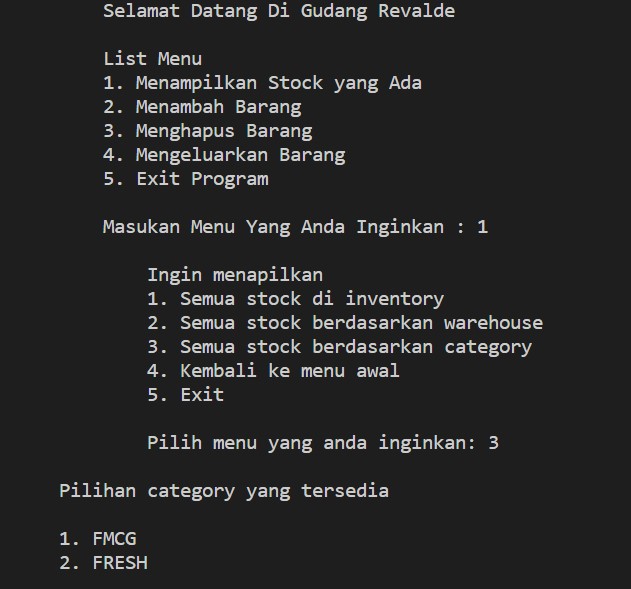 Selamat Datang Di Gudang Revalde
List Menu
1. Menampilkan Stock yang Ada
2. Menambah Barang
3. Menghapus Barang
4. Mengeluarkan Barang
5. Exit Program
Masukan Menu Yang Anda Inginkan : 1
Ingin menapilkan
1. Semua stock di inventory
2. Semua stock berdasarkan warehouse
3. Semua stock berdasarkan category
4. Kembali ke menu awal
5. Exit
Pilih menu yang anda inginkan: 3
Pilihan category yang tersedia
1. FMCG
2. FRESH